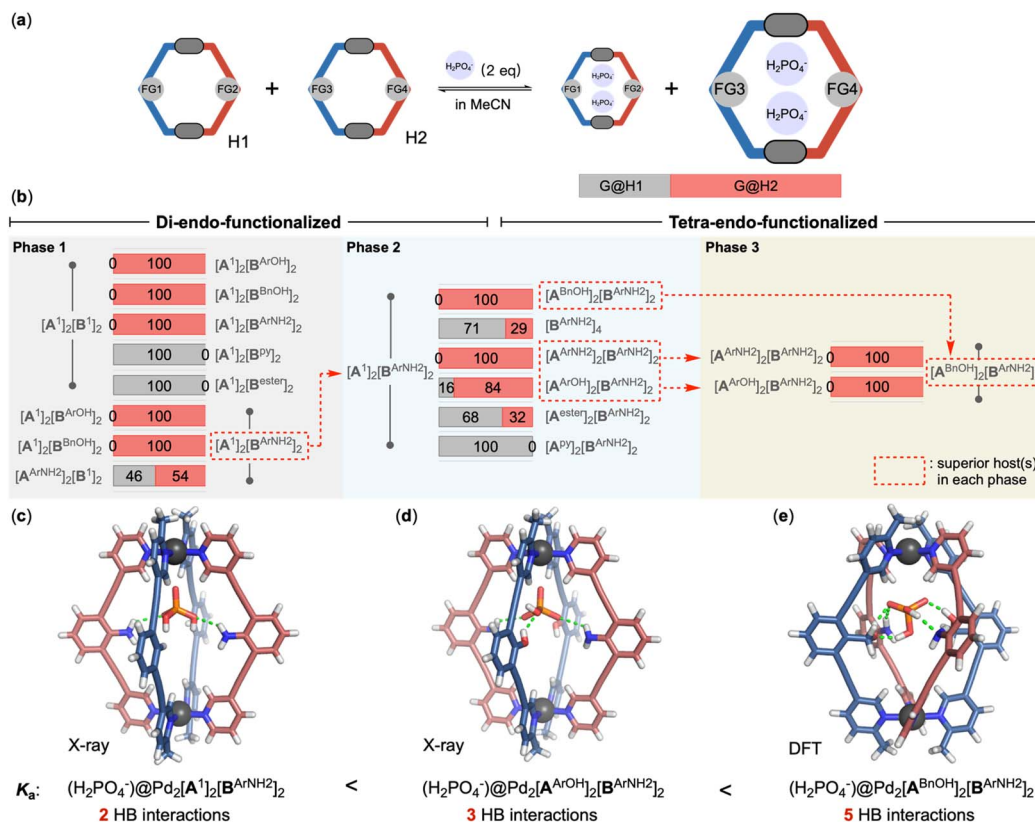 (a)
FG1 FG2 + FG3 FG4
H1 H2
H₂PO₄⁻ (2 eq)
in MeCN
FG1 H₂PO₄⁻ H₂PO₄⁻ FG2 + FG3 H₂PO₄⁻ H₂PO₄⁻ FG4
G@H1 G@H2
(b)
Di-endo-functionalized Tetra-endo-functionalized
Phase 1
0 100 [A¹]₂[B^ArOH]₂
0 100 [A¹]₂[B^BnOH]₂
[A¹]₂[B¹]₂ 0 100 [A¹]₂[B^ArNH2]₂
100 0 [A¹]₂[B^py]₂
100 0 [A¹]₂[B^ester]₂
[A¹]₂[B^ArOH]₂ 0 100
[A¹]₂[B^BnOH]₂ 0 100 [A¹]₂[B^ArNH2]₂
[A^ArNH2]₂[B¹]₂ 46 54
Phase 2
0 100 [A^BnOH]₂[B^ArNH2]₂
71 29 [B^ArNH2]₄
[A¹]₂[B^ArNH2]₂ 0 100 [A^ArNH2]₂[B^ArNH2]₂
16 84 [A^ArOH]₂[B^ArNH2]₂
68 32 [A^ester]₂[B^ArNH2]₂
100 0 [A^py]₂[B^ArNH2]₂
Phase 3
[A^ArNH2]₂[B^ArNH2]₂ 0 100
[A^BnOH]₂[B^ArNH2]
[A^ArOH]₂[B^ArNH2]₂ 0 100
: superior host(s)
in each phase
(c) (d) (e)
X-ray X-ray DFT
Kₐ: (H₂PO₄⁻)@Pd₂[A¹]₂[B^ArNH2]₂ < (H₂PO₄⁻)@Pd₂[A^ArOH]₂[B^ArNH2]₂ < (H₂PO₄⁻)@Pd₂[A^BnOH]₂[B^ArNH2]₂
2 HB interactions 3 HB interactions 5 HB interactions